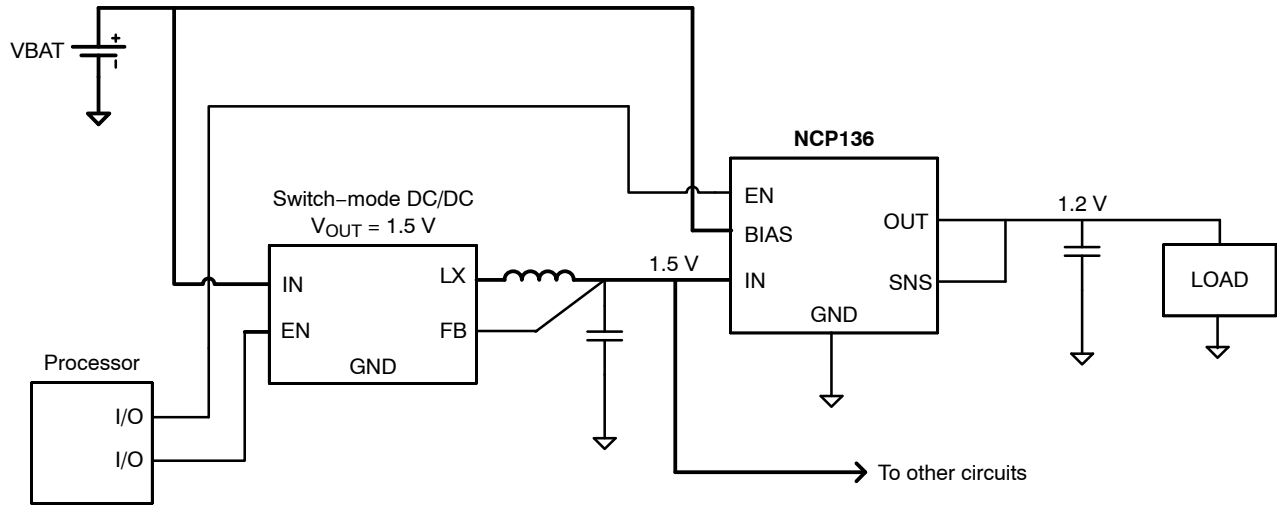 VBAT
+
NCP136
Switch−mode DC/DC
VOUT = 1.5 V
EN
BIAS
IN
GND
OUT
SNS
1.2 V
LOAD
1.5 V
IN
EN
LX
FB
GND
Processor
I/O
I/O
To other circuits